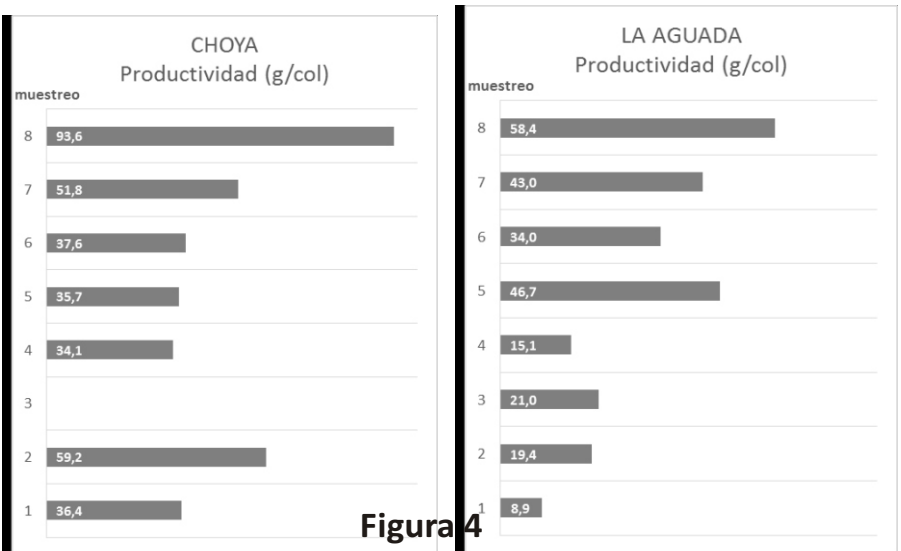 CHOYA
Productividad (g/col)
muestreo
8 93,6
7 51,8
6 37,6
5 35,7
4 34,1
3
2 59,2
1 36,4
LA AGUADA
Productividad (g/col)
muestreo
8 58,4
7 43,0
6 34,0
5 46,7
4 15,1
3 21,0
2 19,4
1 8,9
Figura 4